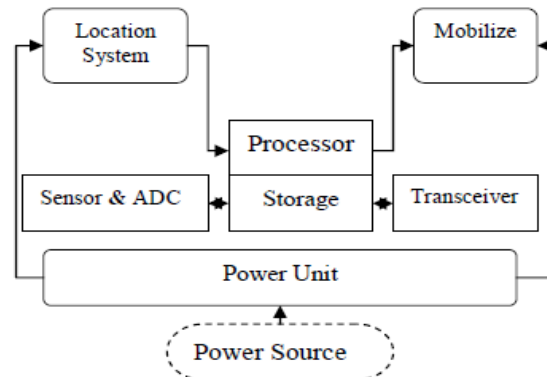 Location
System
Mobilize
Processor
Sensor & ADC
Storage
Transceiver
Power Unit
Power Source